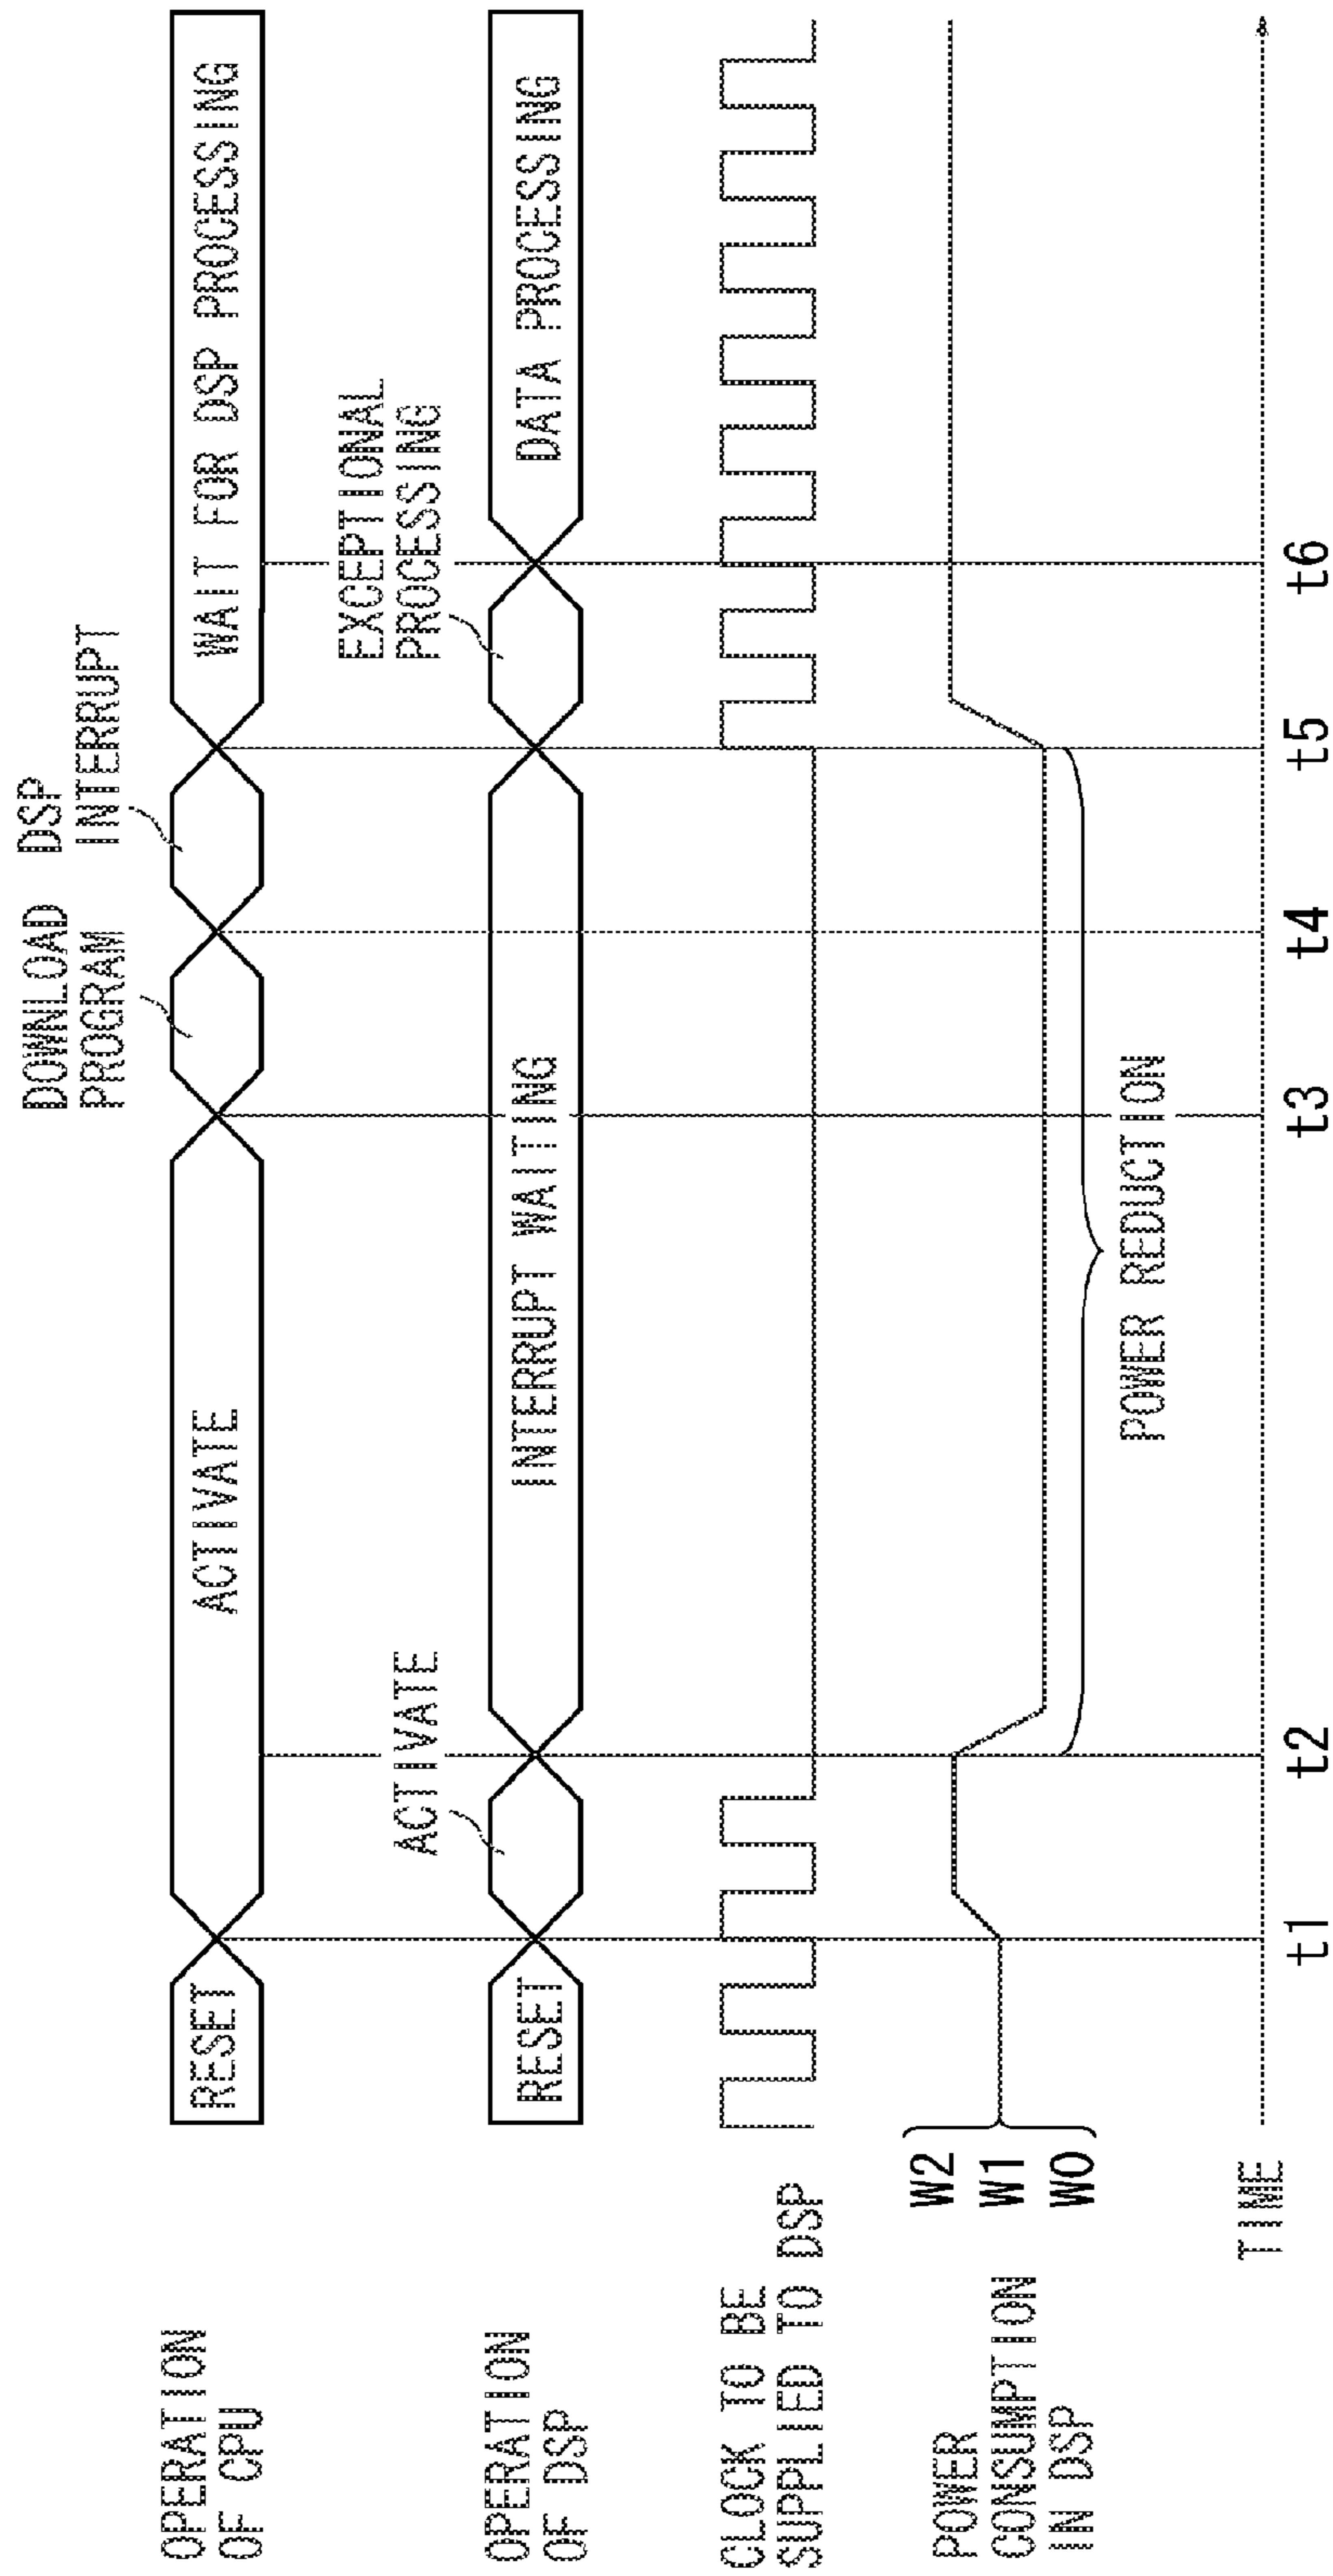 OPERATION
OF CPU
RESET
ACTIVATE
DOWNLOAD
PROGRAM
DSP
INTERRUPT
WAIT FOR DSP PROCESSING
OPERATION
OF DSP
RESET
ACTIVATE
INTERRUPT WAITING
EXCEPTIONAL
PROCESSING
DATA PROCESSING
CLOCK TO BE
SUPPLIED TO DSP
POWER
CONSUMPTION
IN DSP
W2
W1
W0
POWER REDUCTION
TIME
t1
t2
t3
t4
t5
t6